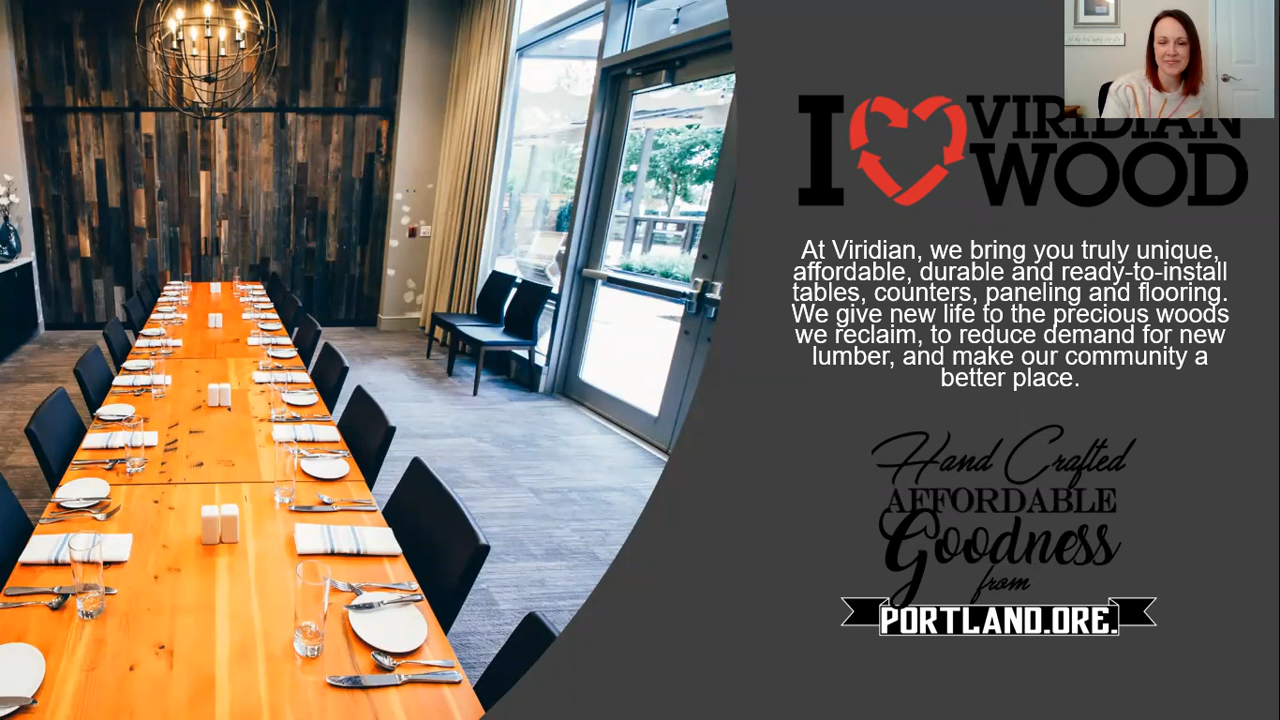 I VIRIDIAN
WOOD
At Viridian, we bring you truly unique,
affordable, durable and ready-to-install
tables, counters, paneling and flooring.
We give new life to the precious woods
we reclaim, to reduce demand for new
lumber, and make our community a
better place.
Hand Crafted
AFFORDABLE
Goodness
from
PORTLAND.ORE.